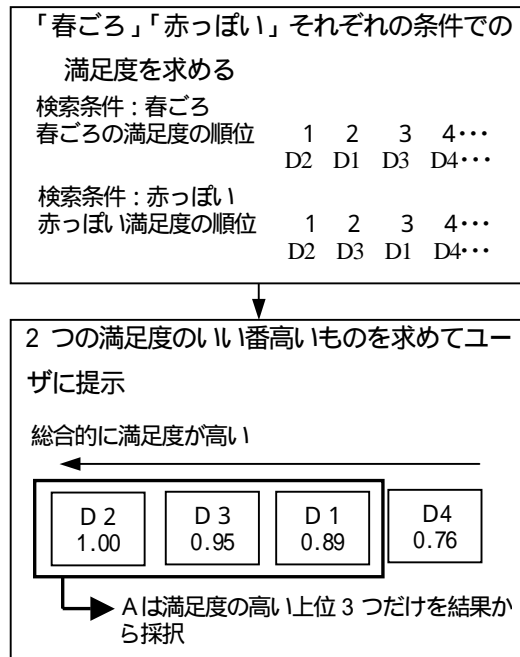 「春ごろ」「赤っぽい」それぞれの条件での
満足度を求める
検索条件：春ごろ
春ごろの満足度の順位 1 2 3 4･･･
D2 D1 D3 D4･･･
検索条件：赤っぽい
赤っぽい満足度の順位 1 2 3 4･･･
D2 D3 D1 D4･･･
2 つの満足度のいい番高いものを求めてユー
ザに提示
総合的に満足度が高い
D 2 D 3 D 1 D4
1.00 0.95 0.89 0.76
Aは満足度の高い上位 3 つだけを結果か
ら採択